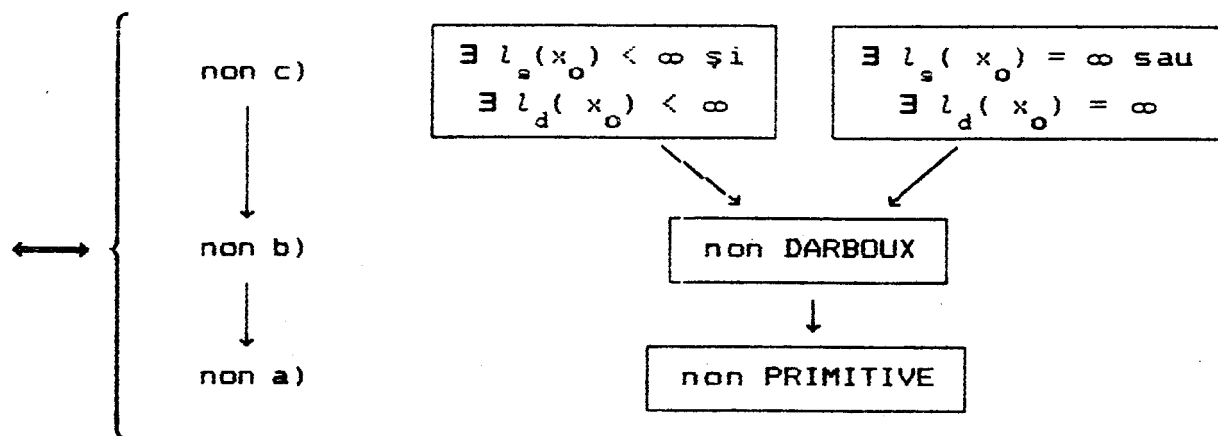 non c)
∃ l_s(x_o) < ∞ şi
∃ l_d( x_o) < ∞
∃ l_s( x_o) = ∞ sau
∃ l_d( x_o) = ∞
non b)
non DARBOUX
non a)
non PRIMITIVE